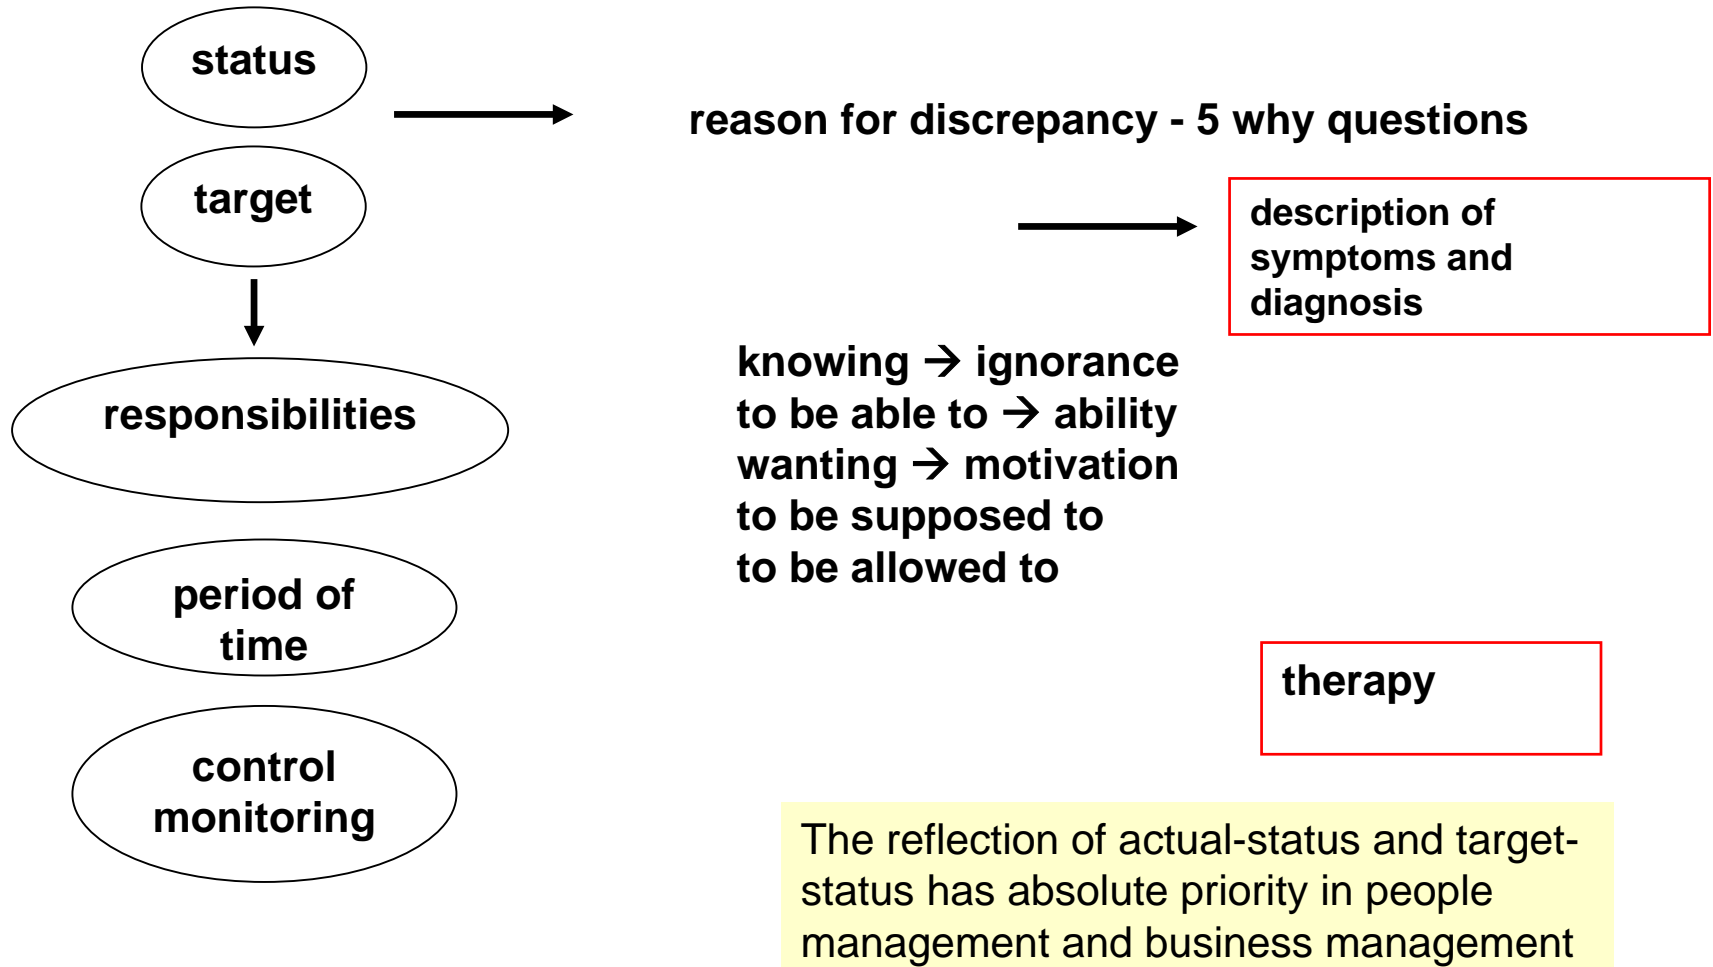 status
reason for discrepancy - 5 why questions
target
description of
symptoms and
diagnosis
responsibilities
knowing → ignorance
to be able to → ability
wanting → motivation
to be supposed to
to be allowed to
period of
time
therapy
control
monitoring
The reflection of actual-status and target-
status has absolute priority in people
management and business management